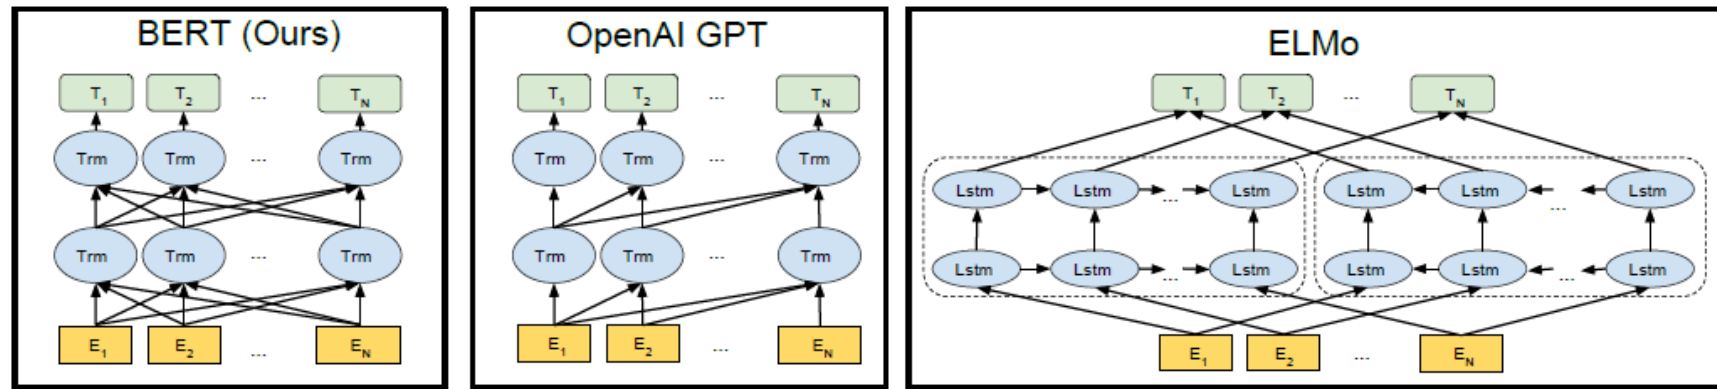 BERT (Ours)
T1 T2 ... TN
Trm Trm ... Trm
Trm Trm ... Trm
E1 E2 ... EN
OpenAI GPT
T1 T2 ... TN
Trm Trm ... Trm
Trm Trm ... Trm
E1 E2 ... EN
ELMo
T1 T2 ... TN
Lstm Lstm ... Lstm Lstm Lstm ... Lstm
Lstm Lstm ... Lstm Lstm Lstm ... Lstm
E1 E2 ... EN